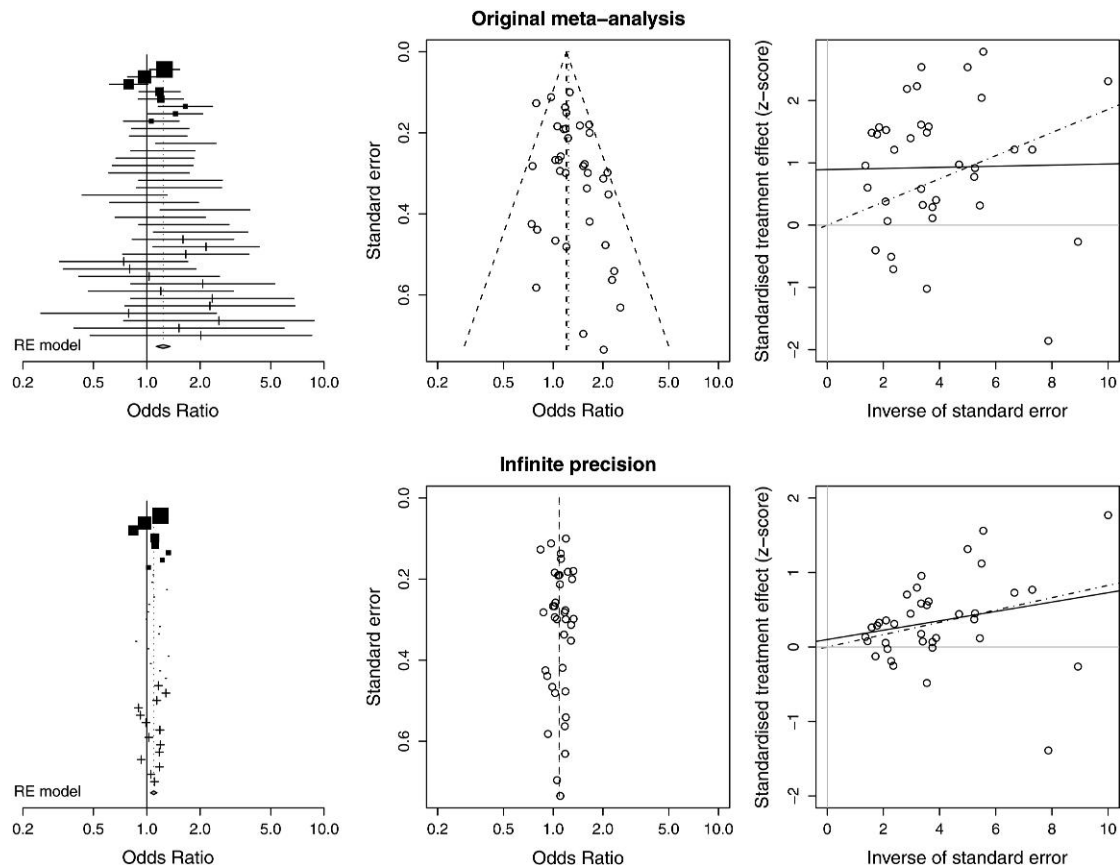 Original meta−analysis
RE model
0.2 0.5 1.0 2.0 5.0 10.0
Odds Ratio
Standard error
0.0
0.2
0.4
0.6
0.2 0.5 1.0 2.0 5.0 10.0
Odds Ratio
Standardised treatment effect (z−score)
2
1
0
−1
−2
0 2 4 6 8 10
Inverse of standard error
Infinite precision
RE model
0.2 0.5 1.0 2.0 5.0 10.0
Odds Ratio
Standard error
0.0
0.2
0.4
0.6
0.2 0.5 1.0 2.0 5.0 10.0
Odds Ratio
Standardised treatment effect (z−score)
2
1
0
−1
−2
0 2 4 6 8 10
Inverse of standard error